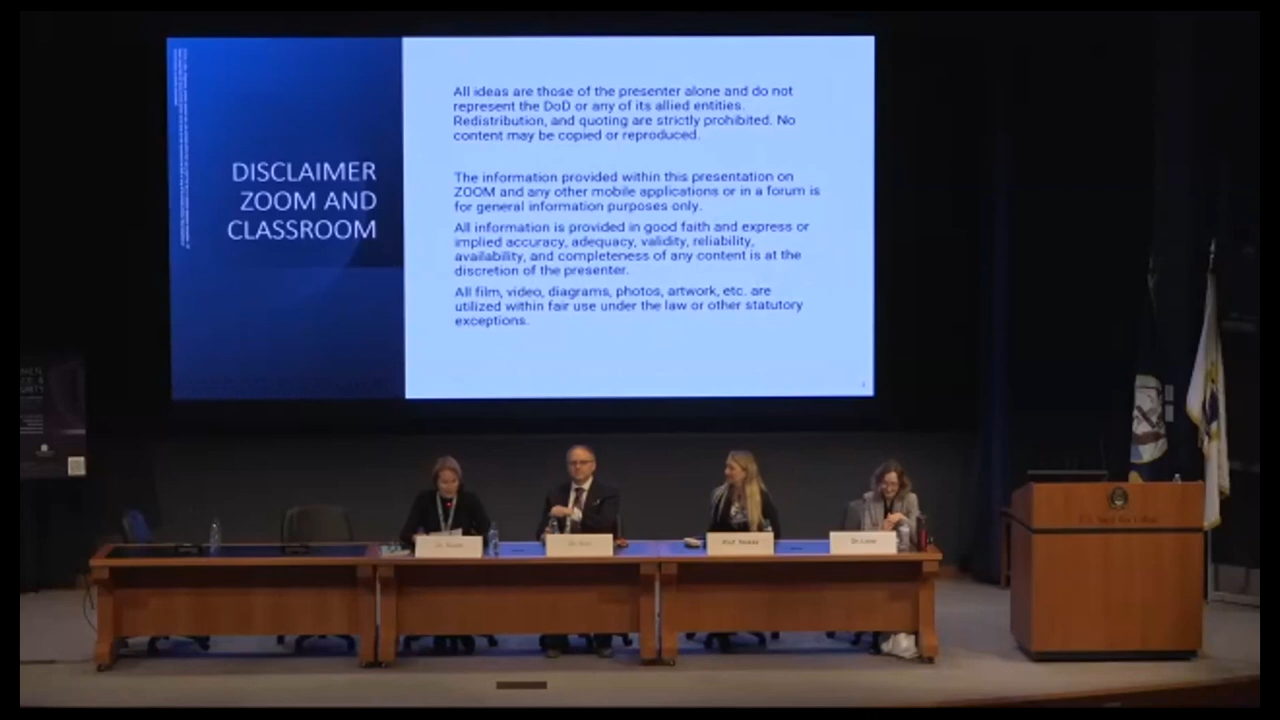 DISCLAIMER
ZOOM AND
CLASSROOM
All ideas are those of the presenter alone and do not
represent the DoD or any of its allied entities.
Redistribution, and quoting are strictly prohibited. No
content may be copied or reproduced.
The information provided within this presentation on
ZOOM and any other mobile applications or in a forum is
for general information purposes only.
All information is provided in good faith and express or
implied accuracy, adequacy, validity, reliability,
availability, and completeness of any content is at the
discretion of the presenter.
All film, video, diagrams, photos, artwork, etc. are
utilized within fair use under the law or other statutory
exceptions.